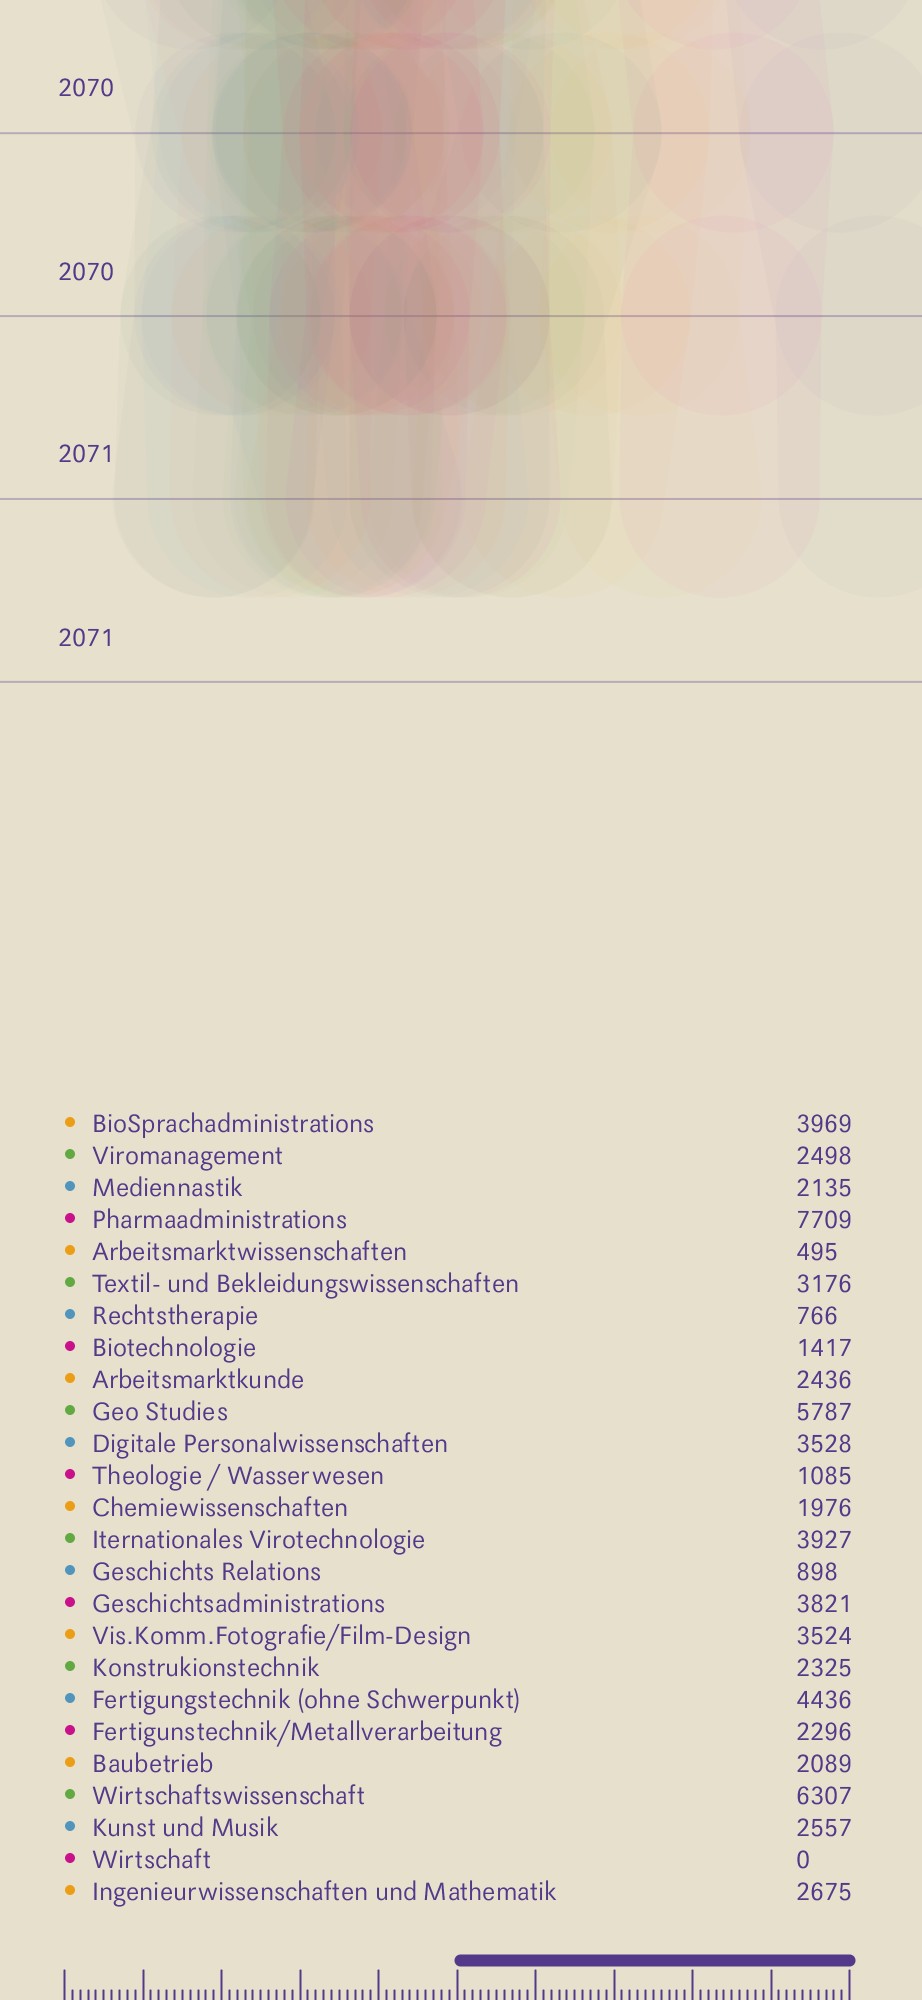 2070
2070
2071
2071
BioSprachadministrations 3969
Viromanagement 2498
Mediennastik 2135
Pharmaadministrations 7709
Arbeitsmarktwissenschaften 495
Textil- und Bekleidungswissenschaften 3176
Rechtstherapie 766
Biotechnologie 1417
Arbeitsmarktkunde 2436
Geo Studies 5787
Digitale Personalwissenschaften 3528
Theologie / Wasserwesen 1085
Chemiewissenschaften 1976
Iternationales Virotechnologie 3927
Geschichts Relations 898
Geschichtsadministrations 3821
Vis.Komm.Fotografie/Film-Design 3524
Konstrukionstechnik 2325
Fertigungstechnik (ohne Schwerpunkt) 4436
Fertigunstechnik/Metallverarbeitung 2296
Baubetrieb 2089
Wirtschaftswissenschaft 6307
Kunst und Musik 2557
Wirtschaft 0
Ingenieurwissenschaften und Mathematik 2675